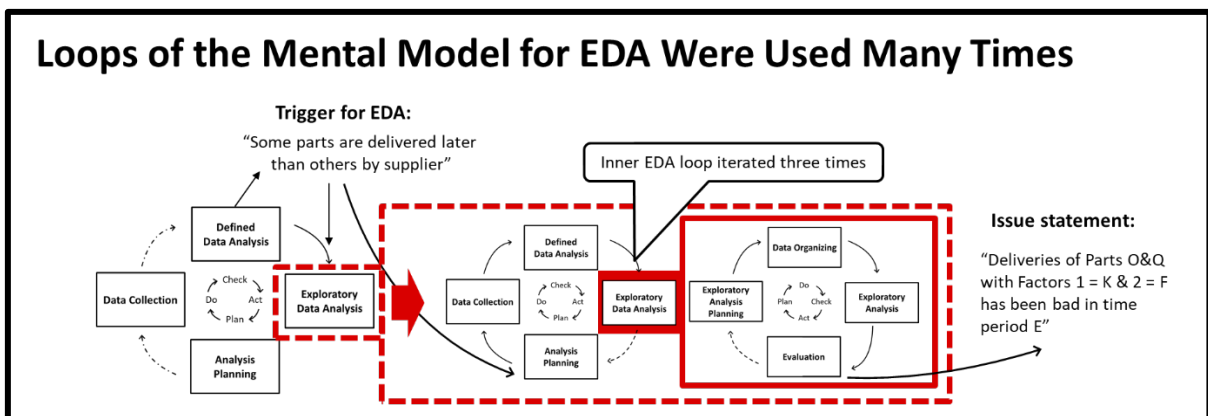 Loops of the Mental Model for EDA Were Used Many Times
Trigger for EDA:
“Some parts are delivered later
than others by supplier”
Inner EDA loop iterated three times
Defined
Data Analysis
Data Collection
Check
Do
Act
Plan
Exploratory
Data Analysis
Analysis
Planning
Defined
Data Analysis
Data Collection
Check
Do
Act
Plan
Exploratory
Data Analysis
Analysis
Planning
Data Organizing
Exploratory
Analysis
Planning
Do
Plan
Check
Act
Exploratory
Analysis
Evaluation
Issue statement:
“Deliveries of Parts O&Q
with Factors 1 = K & 2 = F
has been bad in time
period E”